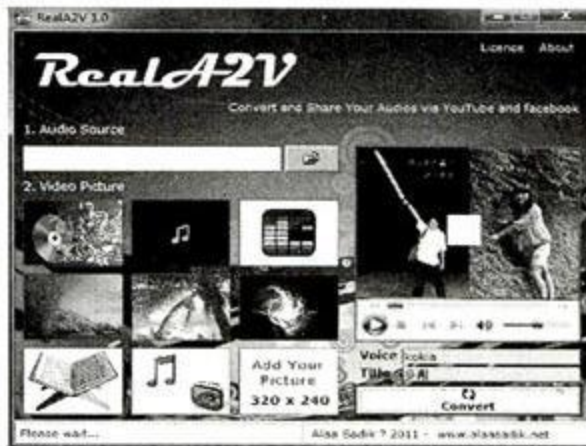 RealA2V 1.0
Licence About
RealA2V
Convert and Share Your Audios via YouTube and facebook
1. Audio Source
2. Video Picture
Add Your
Picture
320 x 240
Voice kokia
Title
Convert
Please wait...
Alaa Sadik ? 2011 - www.alaasadik.net